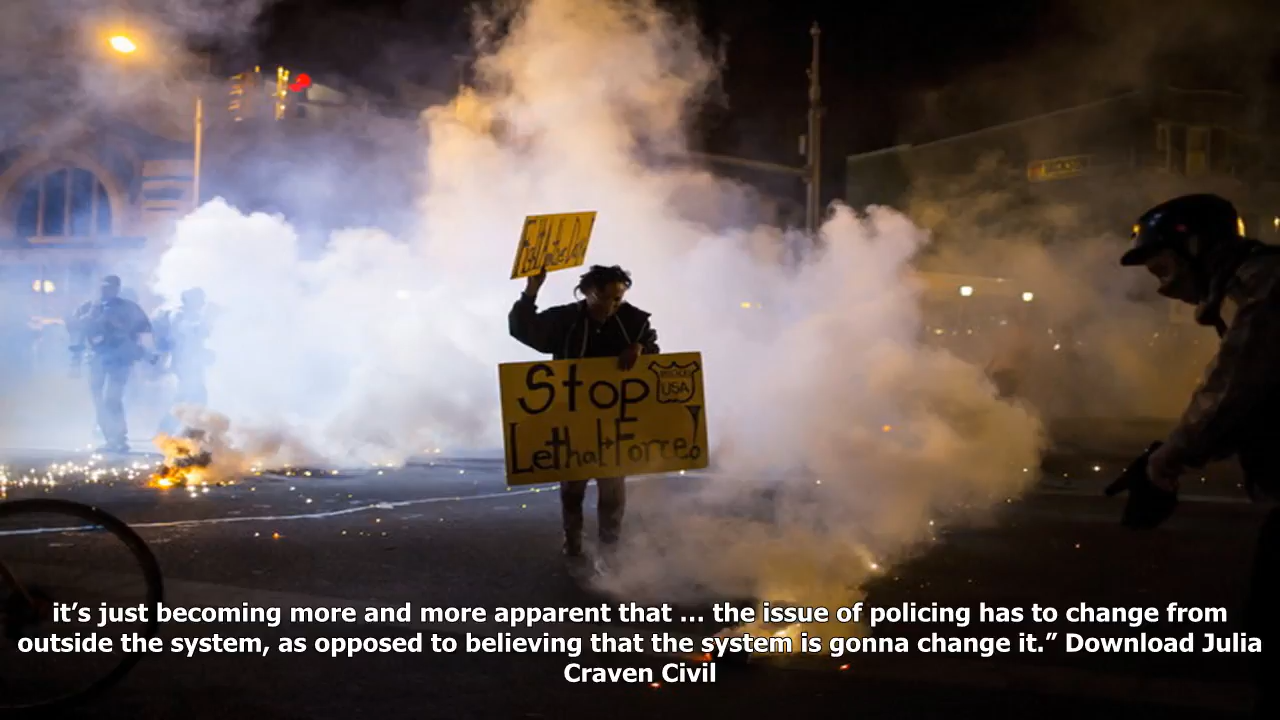 Stop
USA
Lethal Force!
it’s just becoming more and more apparent that ... the issue of policing has to change from
outside the system, as opposed to believing that the system is gonna change it.” Download Julia
Craven Civil